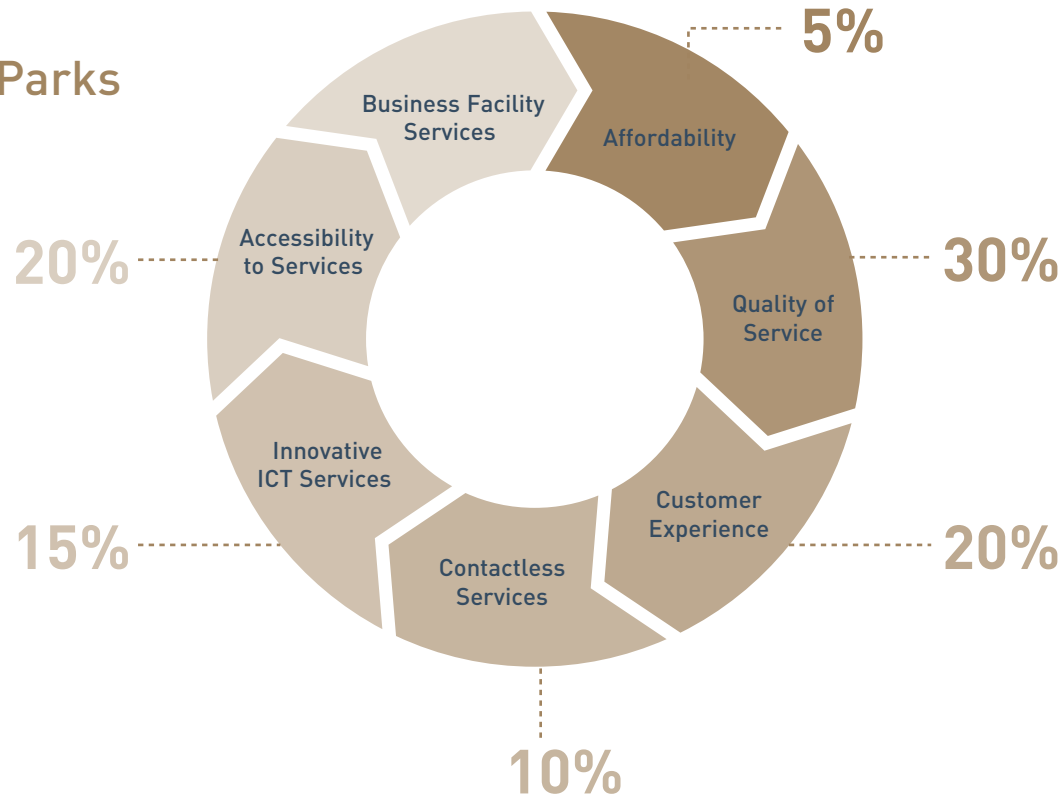 Parks
5%
Business Facility
Services
Affordability
20%
Accessibility
to Services
30%
Quality of
Service
Innovative
ICT Services
15%
Customer
Experience
20%
Contactless
Services
10%